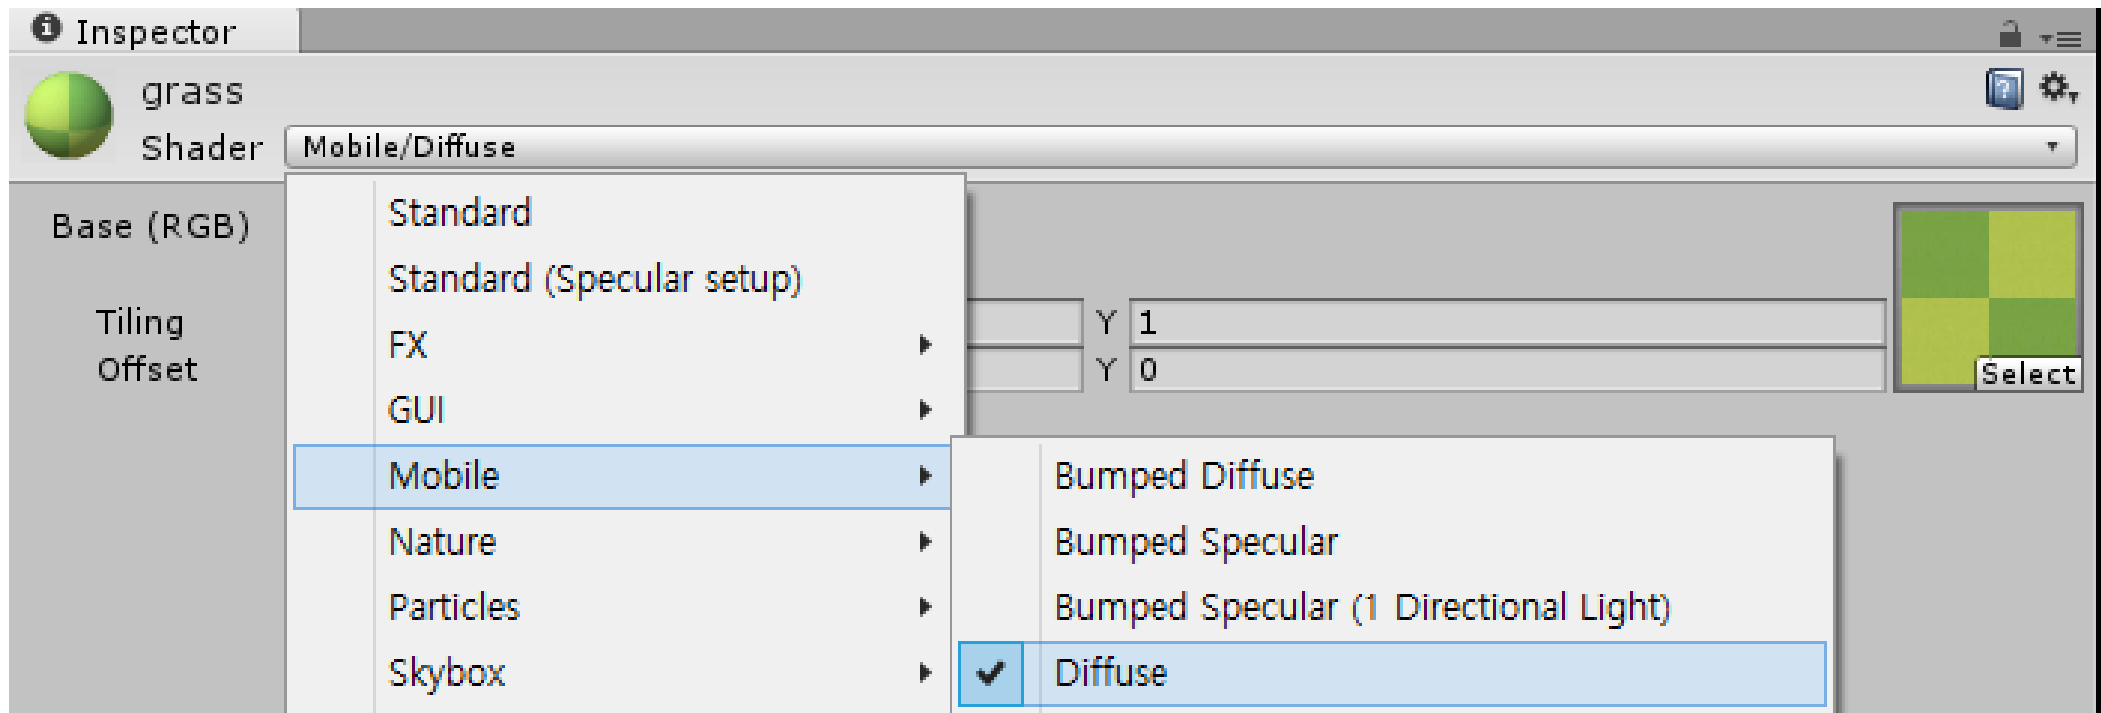 Inspector
grass
Shader Mobile/Diffuse
Base (RGB)
Tiling Y 1
Offset Y 0
Select
Standard
Standard (Specular setup)
FX
GUI
Mobile
Nature
Particles
Skybox
Bumped Diffuse
Bumped Specular
Bumped Specular (1 Directional Light)
Diffuse